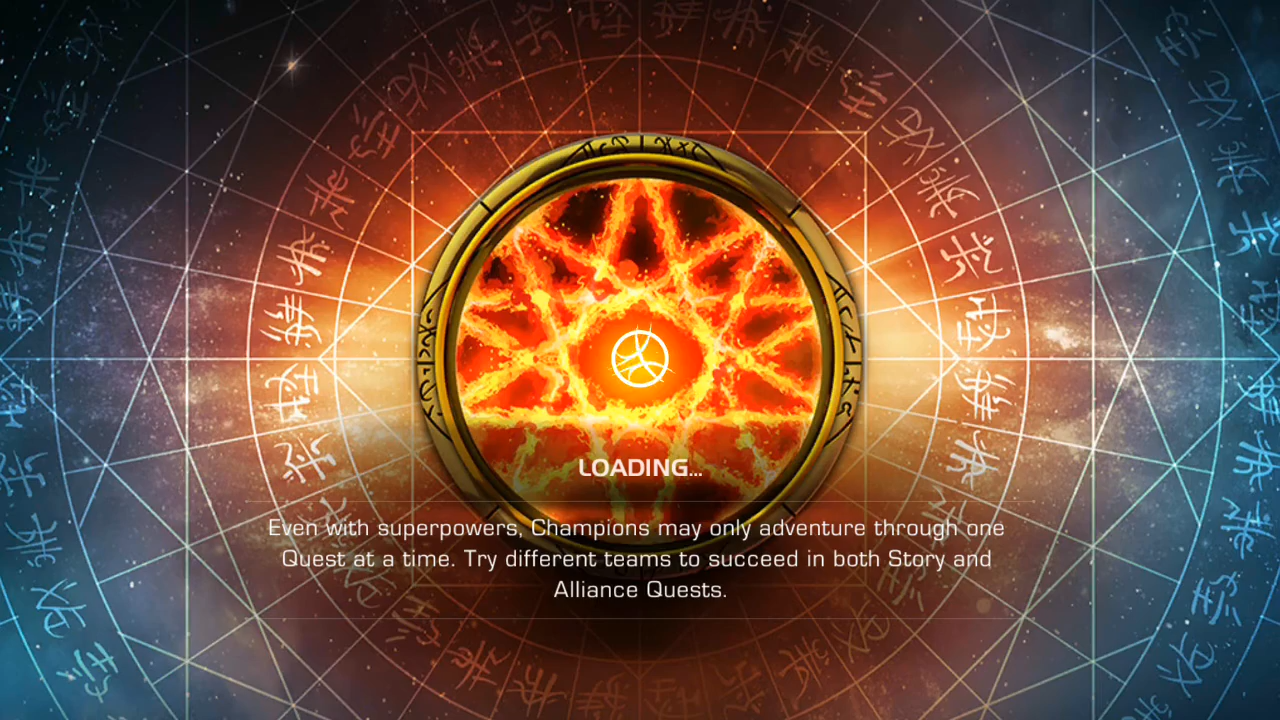 LOADING...
Even with superpowers, Champions may only adventure through one
Quest at a time. Try different teams to succeed in both Story and
Alliance Quests.